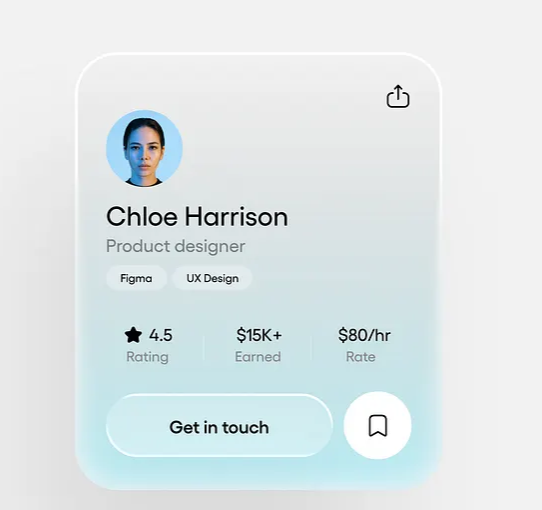 Chloe Harrison
Product designer
Figma UX Design
4.5 $15K+ $80/hr
Rating Earned Rate
Get in touch